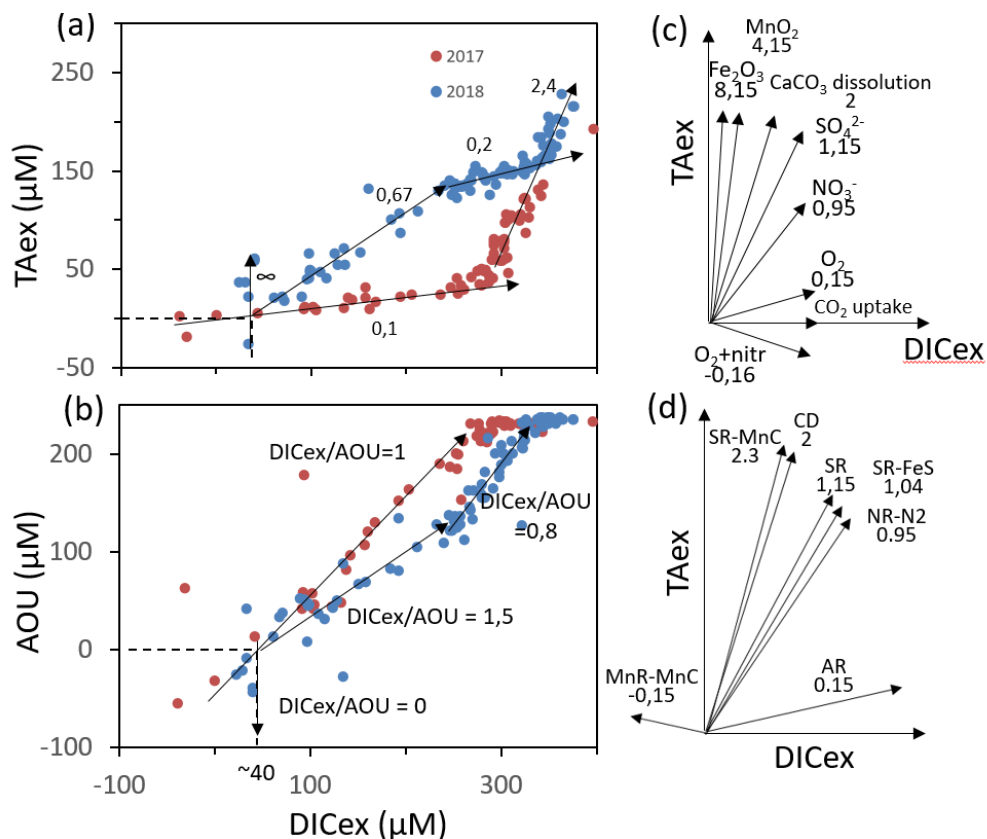 (a)
2017
2018
TAex (µM)
250
150
50
-50
2,4
0,2
0,67
∞
0,1
(b)
AOU (µM)
200
100
0
-100
DICex/AOU=1
DICex/AOU
=0,8
DICex/AOU = 1,5
DICex/AOU = 0
~40
-100
100
300
DICex (µM)
(c)
MnO2
4,15
Fe2O3
8,15
CaCO3 dissolution
2
SO4 2-
1,15
NO3-
0,95
O2
0,15
CO2 uptake
DICex
O2+nitr
-0,16
TAex
(d)
CD
2
SR-MnC
2.3
SR
1,15
SR-FeS
1,04
NR-N2
0.95
AR
0.15
MnR-MnC
-0,15
TAex
DICex